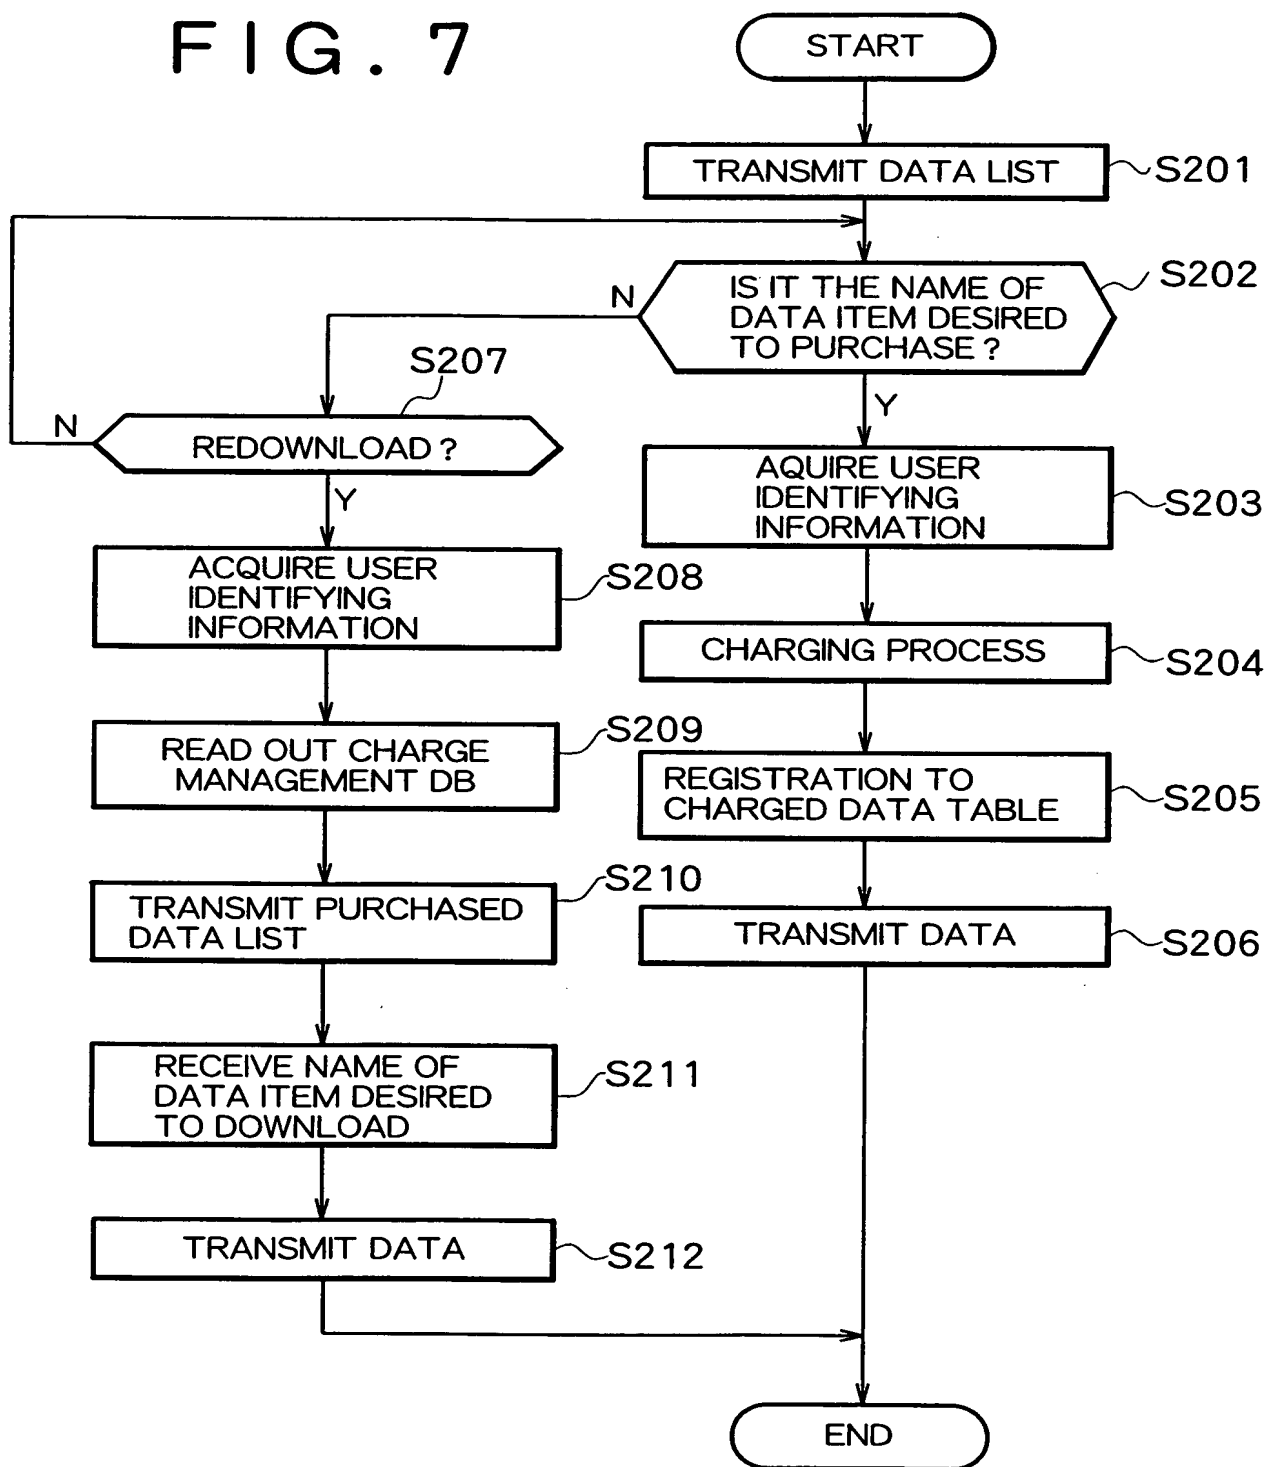 FIG. 7
START
TRANSMIT DATA LIST
S201
IS IT THE NAME OF
DATA ITEM DESIRED
TO PURCHASE?
S202
N
Y
S207
REDOWNLOAD?
N
Y
AQUIRE USER
IDENTIFYING
INFORMATION
S203
ACQUIRE USER
IDENTIFYING
INFORMATION
S208
CHARGING PROCESS
S204
READ OUT CHARGE
MANAGEMENT DB
S209
REGISTRATION TO
CHARGED DATA TABLE
S205
TRANSMIT PURCHASED
DATA LIST
S210
TRANSMIT DATA
S206
RECEIVE NAME OF
DATA ITEM DESIRED
TO DOWNLOAD
S211
TRANSMIT DATA
S212
END